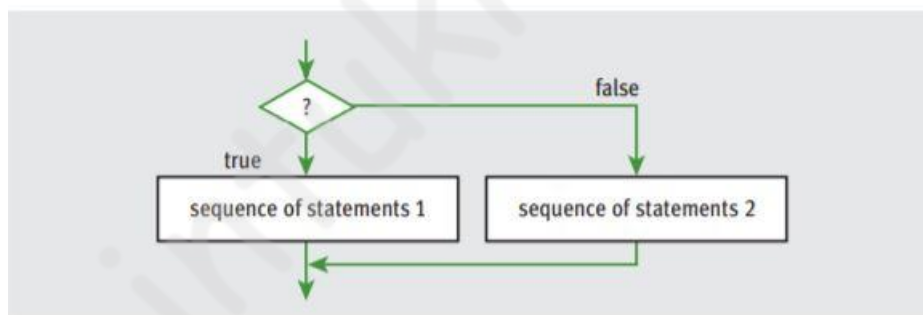 false
?
true
sequence of statements 1
sequence of statements 2